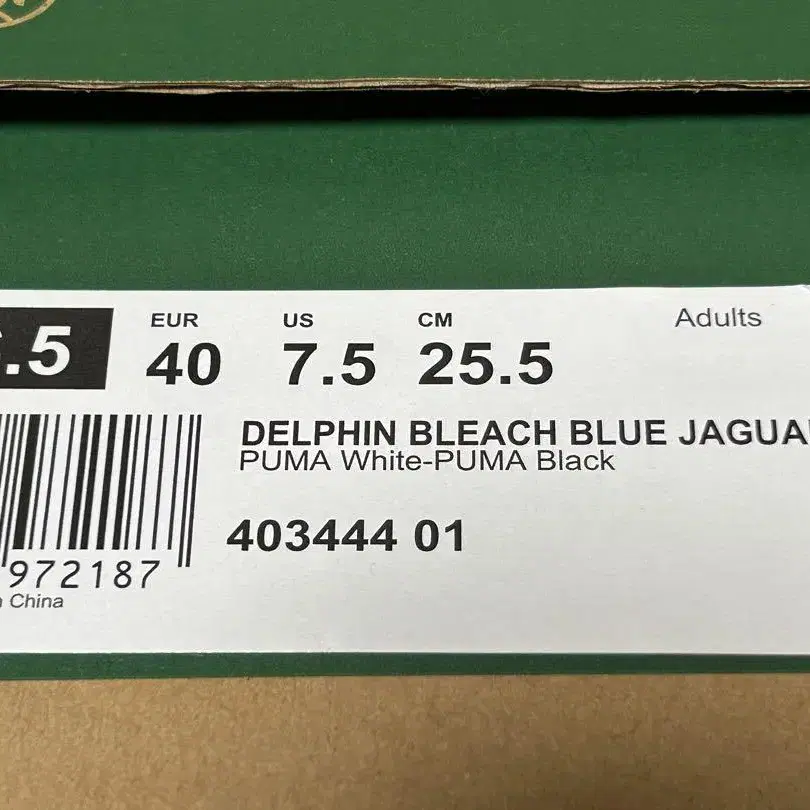 EUR US CM Adults
.5 40 7.5 25.5
DELPHIN BLEACH BLUE
PUMA White-PUMA Black
403444 01
972187
China